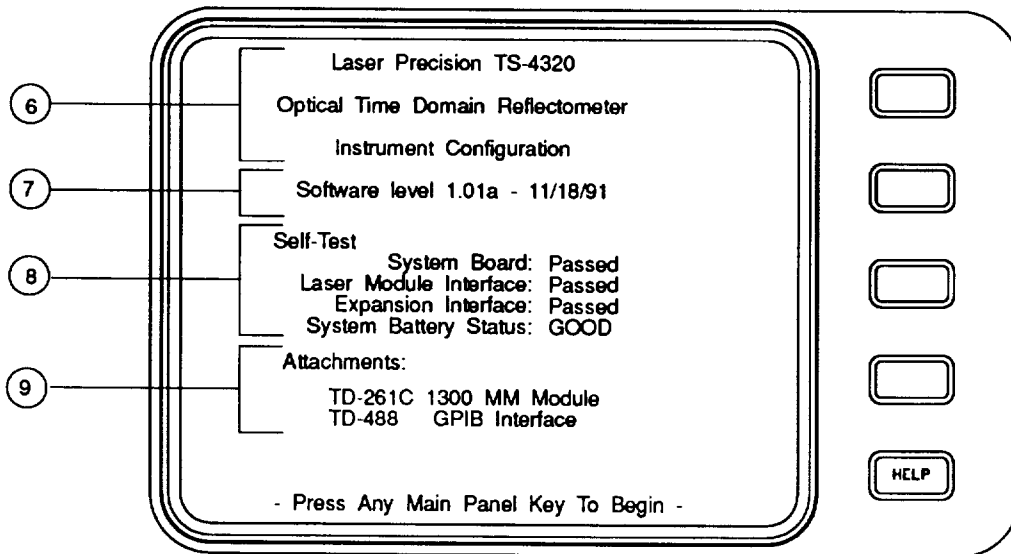 6
Laser Precision TS-4320
Optical Time Domain Reflectometer
Instrument Configuration
7
Software level 1.01a - 11/18/91
8
Self-Test
System Board: Passed
Laser Module Interface: Passed
Expansion Interface: Passed
System Battery Status: GOOD
9
Attachments:
TD-261C 1300 MM Module
TD-488 GPIB Interface
HELP
- Press Any Main Panel Key To Begin -